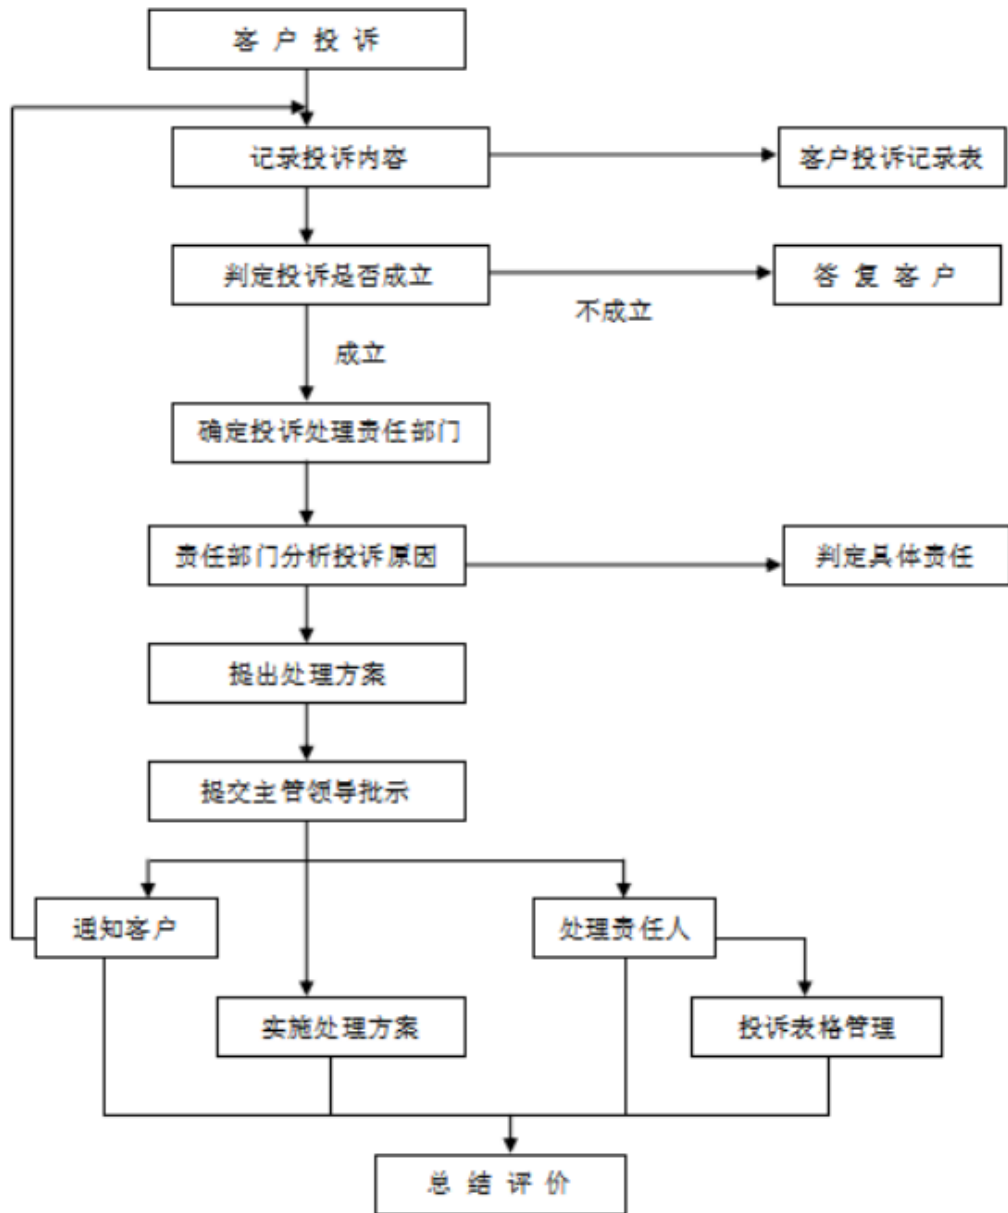 客户投诉
记录投诉内容
客户投诉记录表
判定投诉是否成立
答复客户
不成立
成立
确定投诉处理责任部门
责任部门分析投诉原因
判定具体责任
提出处理方案
提交主管领导批示
通知客户
处理责任人
实施处理方案
投诉表格管理
总结评价